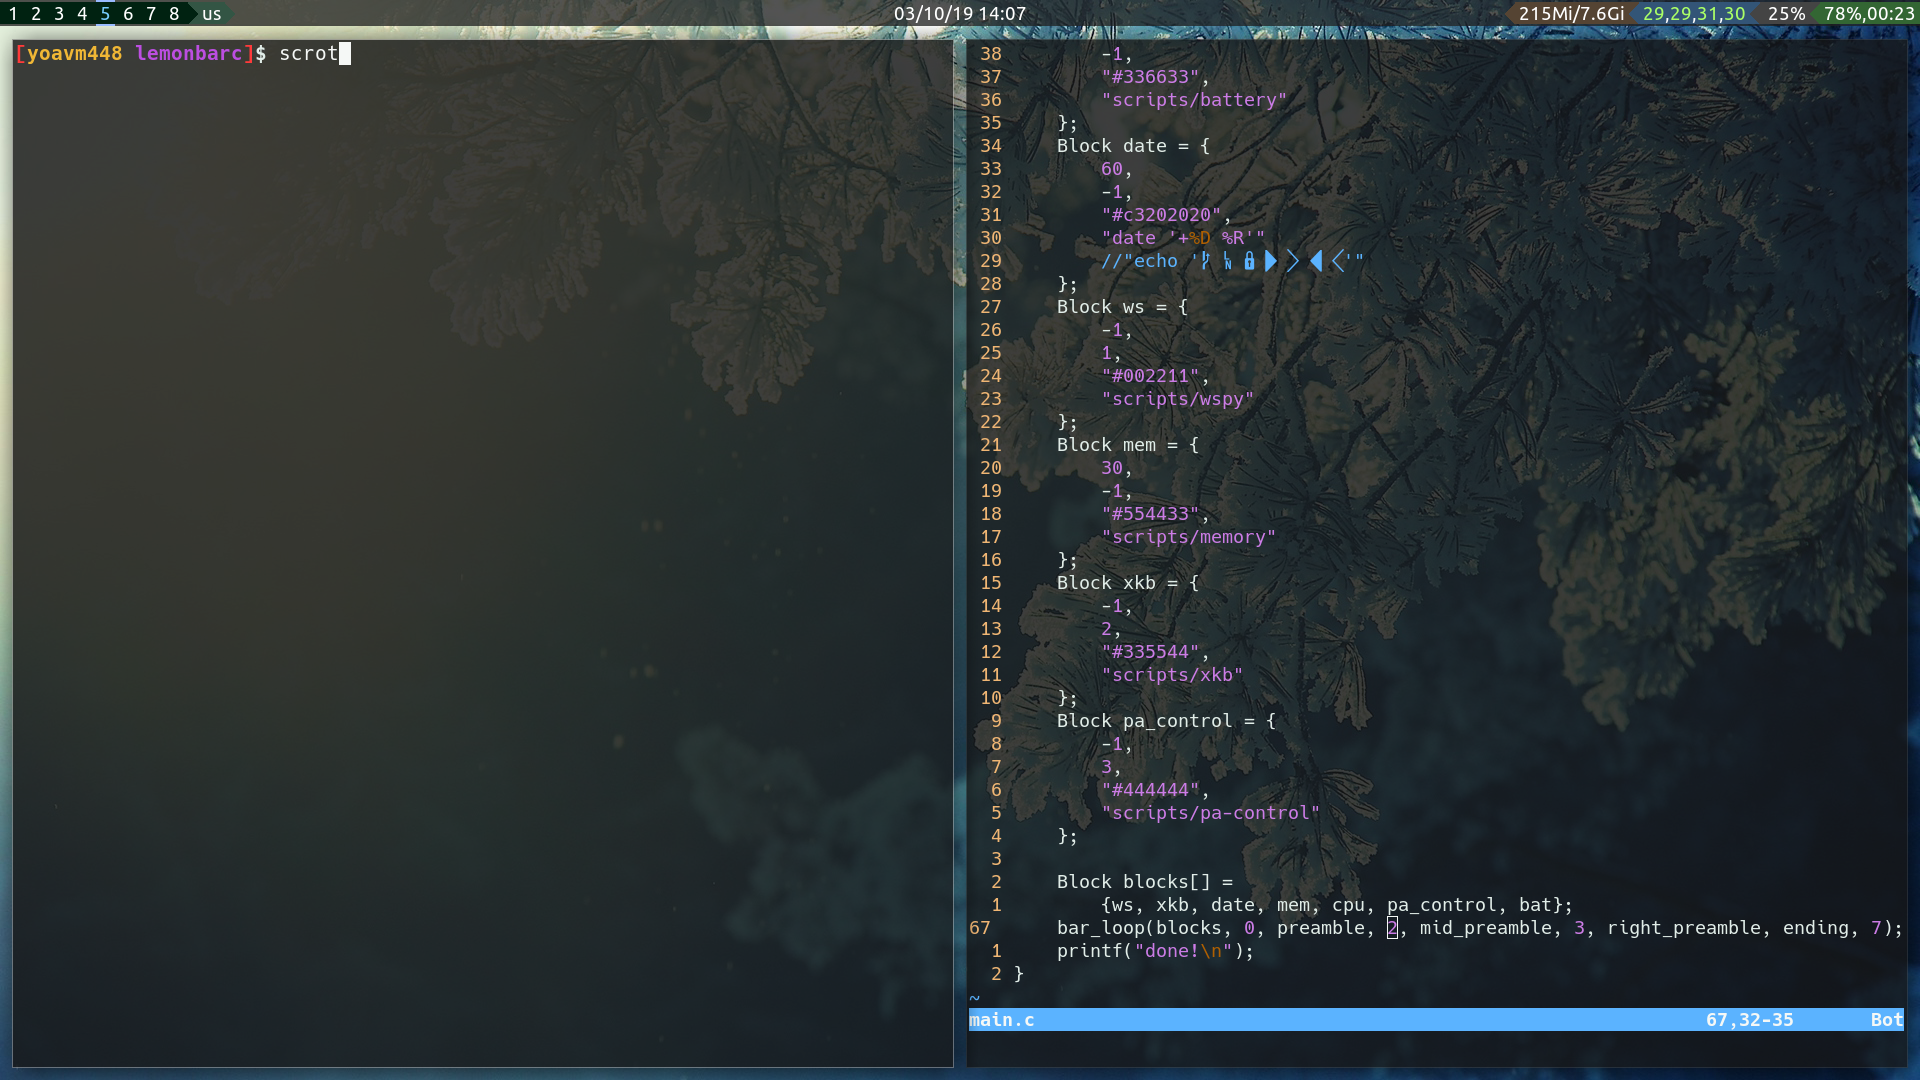 1 2 3 4 5 6 7 8 us 03/10/19 14:07 215Mi/7.6Gi 29,29,31,30 25% 78%,00:23
[yoavm448 lemonbarc]$ scrot
38         -1,
37         "#336633",
36         "scripts/battery"
35     };
34     Block date = {
33         60,
32         -1,
31         "#c3202020",
30         "date '+%D %R'"
29         //"echo '       '"
28     };
27     Block ws = {
26         -1,
25         1,
24         "#002211",
23         "scripts/wspy"
22     };
21     Block mem = {
20         30,
19         -1,
18         "#554433",
17         "scripts/memory"
16     };
15     Block xkb = {
14         -1,
13         2,
12         "#335544",
11         "scripts/xkb"
10     };
9     Block pa_control = {
8         -1,
7         3,
6         "#444444",
5         "scripts/pa-control"
4     };
3
2     Block blocks[] =
1         {ws, xkb, date, mem, cpu, pa_control, bat};
67     bar_loop(blocks, 0, preamble, 2, mid_preamble, 3, right_preamble, ending, 7);
1     printf("done!\n");
2 }
~
main.c 67,32-35 Bot